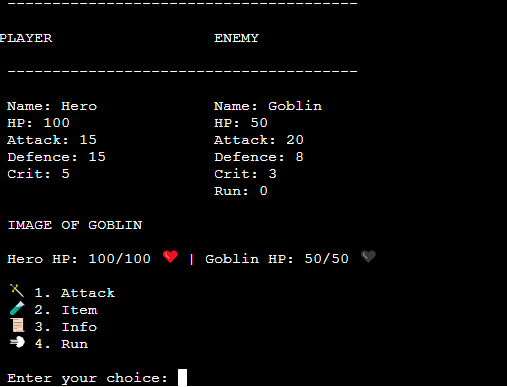 ---------------------------------------
PLAYER ENEMY
---------------------------------------
Name: Hero Name: Goblin
HP: 100 HP: 50
Attack: 15 Attack: 20
Defence: 15 Defence: 8
Crit: 5 Crit: 3
Run: 0
IMAGE OF GOBLIN
Hero HP: 100/100 ❤️ | Goblin HP: 50/50 🖤
🗡️ 1. Attack
🧪 2. Item
📜 3. Info
💨 4. Run
Enter your choice: